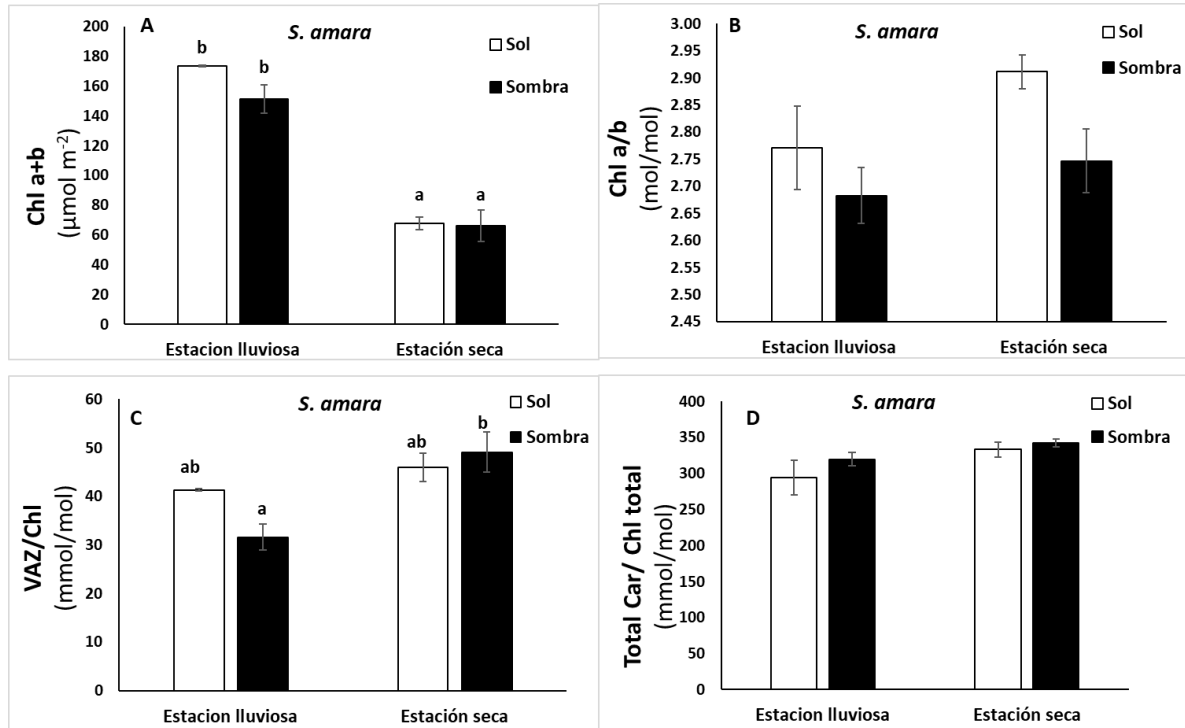 A
S. amara
Sol
Sombra
Chl a+b
(µmol m-2)
200
180
160
140
120
100
80
60
40
20
0
b
b
a
a
Estacion lluviosa
Estación seca
B
S. amara
Sol
Sombra
Chl a/b
(mol/mol)
3.00
2.95
2.90
2.85
2.80
2.75
2.70
2.65
2.60
2.55
2.50
2.45
Estacion lluviosa
Estación seca
C
S. amara
Sol
Sombra
VAZ/Chl
(mmol/mol)
60
50
40
30
20
10
0
ab
a
ab
b
Estacion lluviosa
Estación seca
D
S. amara
Sol
Sombra
Total Car/ Chl total
(mmol/mol)
400
350
300
250
200
150
100
50
0
Estacion lluviosa
Estación seca